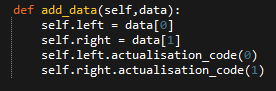 def add_data(self,data):
    self.left = data[0]
    self.right = data[1]
    self.left.actualisation_code(0)
    self.right.actualisation_code(1)